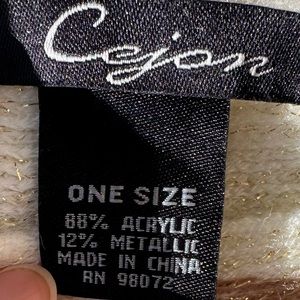 Cejon
ONE SIZE
88% ACRYLIC
12% METALLIC
MADE IN CHINA
RN 98072